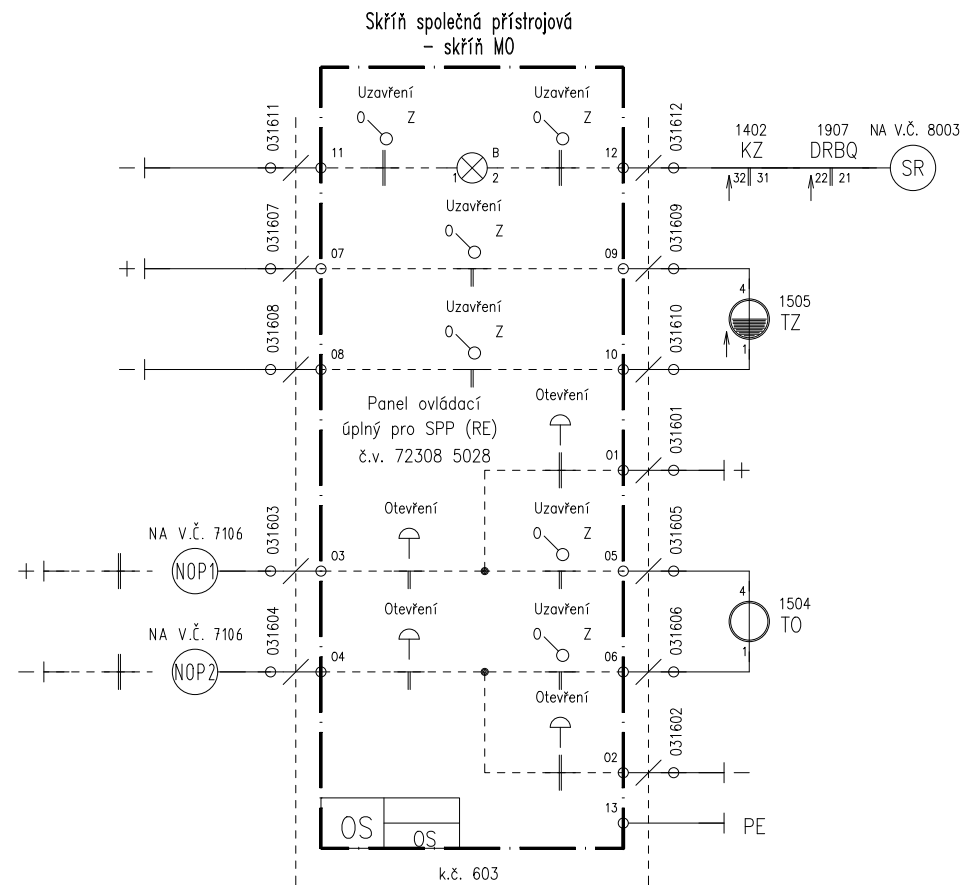 Skříň společná přístrojová
– skříň MO
Uzavření
O Z
Uzavření
O Z
031611
11
1 B 2
12
031612
1402
KZ
32 31
1907
DRBQ
22 21
NA V.Č. 8003
SR
–
Uzavření
O Z
031607
+
07
09
031609
4
1505
TZ
1
Uzavření
O Z
031608
–
08
10
031610
Panel ovládací
úplný pro SPP (RE)
č.v. 72308 5028
Otevření
01
031601
+
NA V.Č. 7106
+
NOP1
031603
03
Otevření
Uzavření
O Z
05
031605
4
1504
TO
1
NA V.Č. 7106
–
NOP2
031604
04
Otevření
Uzavření
O Z
06
031606
Otevření
02
031602
–
13
PE
OS
OS
k.č. 603